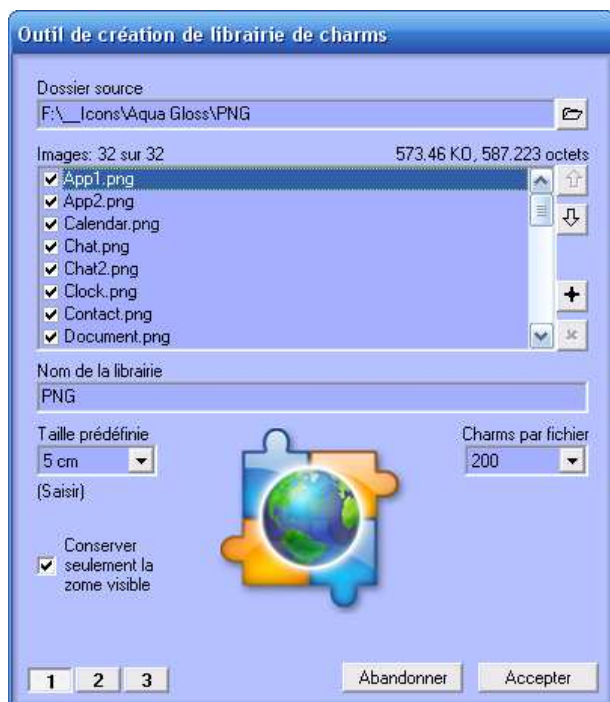 Outil de création de librairie de charms
Dossier source
F:\__Icons\Aqua Gloss\PNG
Images: 32 sur 32 573.46 KO, 587.223 octets
App1.png
App2.png
Calendar.png
Chat.png
Chat2.png
Clock.png
Contact.png
Document.png
Nom de la librairie
PNG
Taille prédéfinie Charms par fichier
5 cm 200
(Saisir)
Conserver
seulement la
zome visible
1 2 3 Abandonner Accepter